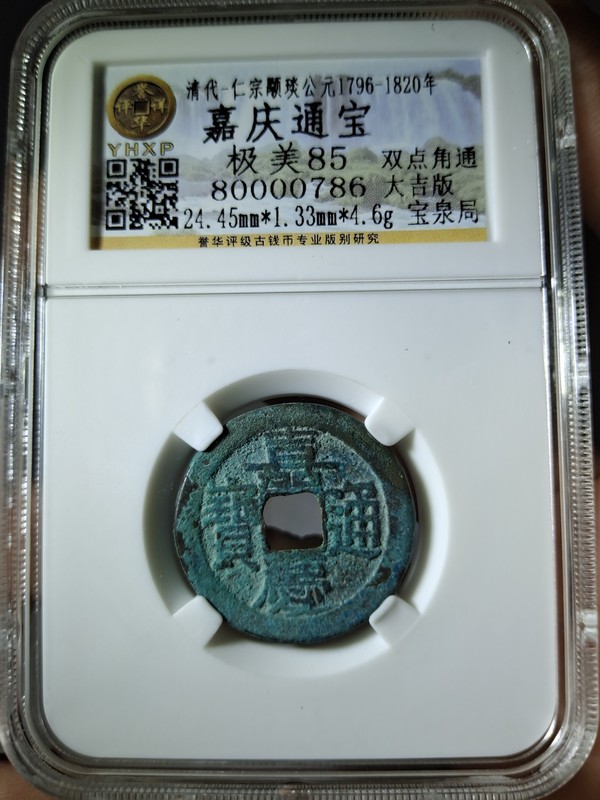 清代-仁宗颙琰公元1796-1820年
嘉庆通宝
YHXP
极美85 双点角通
80000786 大吉版
24.45mm*1.33mm*4.6g 宝泉局
誉华评级古钱币专业版别研究
嘉慶通寶